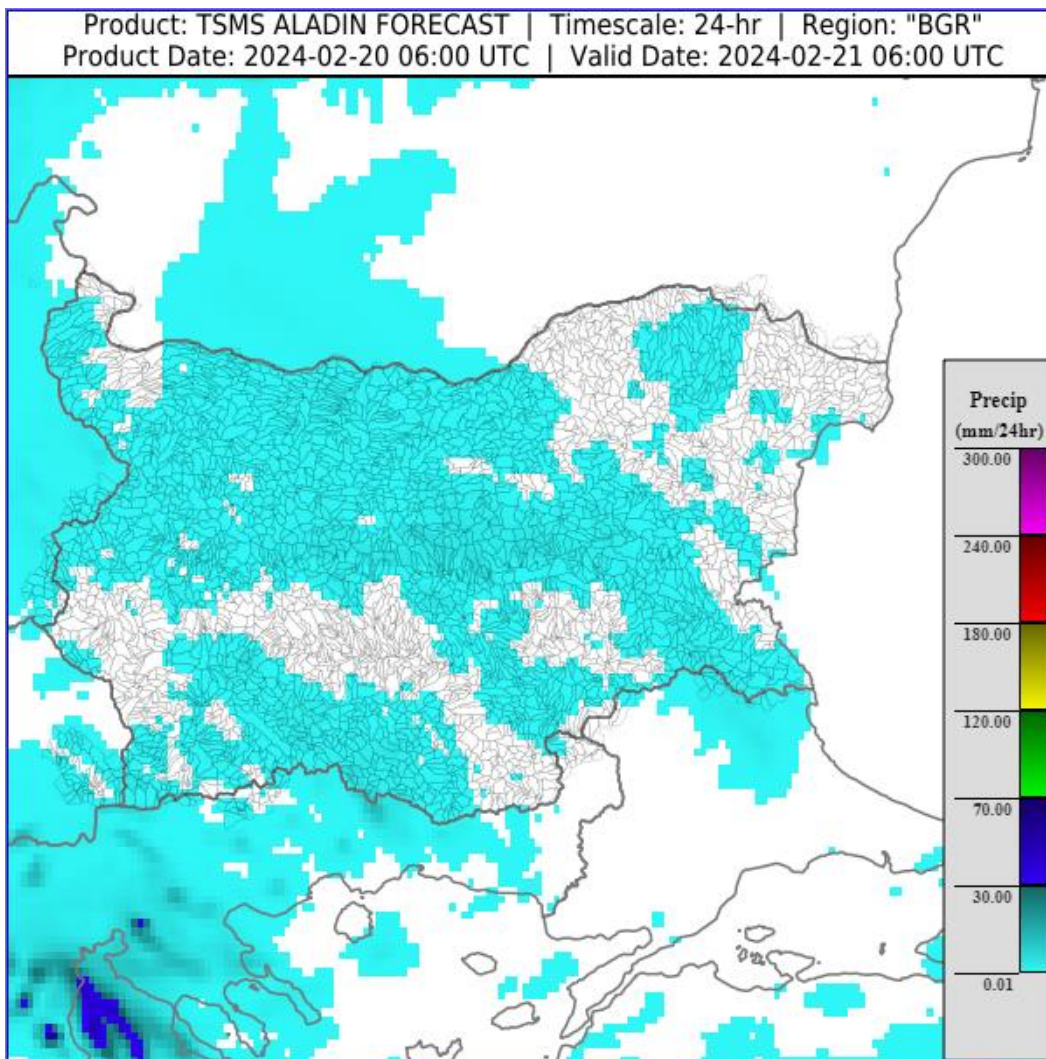 Product: TSMS ALADIN FORECAST | Timescale: 24-hr | Region: "BGR"
Product Date: 2024-02-20 06:00 UTC | Valid Date: 2024-02-21 06:00 UTC
Precip
(mm/24hr)
300.00
240.00
180.00
120.00
70.00
30.00
0.01